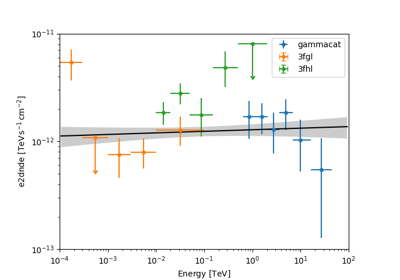 10⁻¹¹
gammacat
3fgl
3fhl
e2dnde [TeV s⁻¹ cm⁻²]
10⁻¹²
10⁻¹³
10⁻⁴ 10⁻³ 10⁻² 10⁻¹ 10⁰ 10¹ 10²
Energy [TeV]